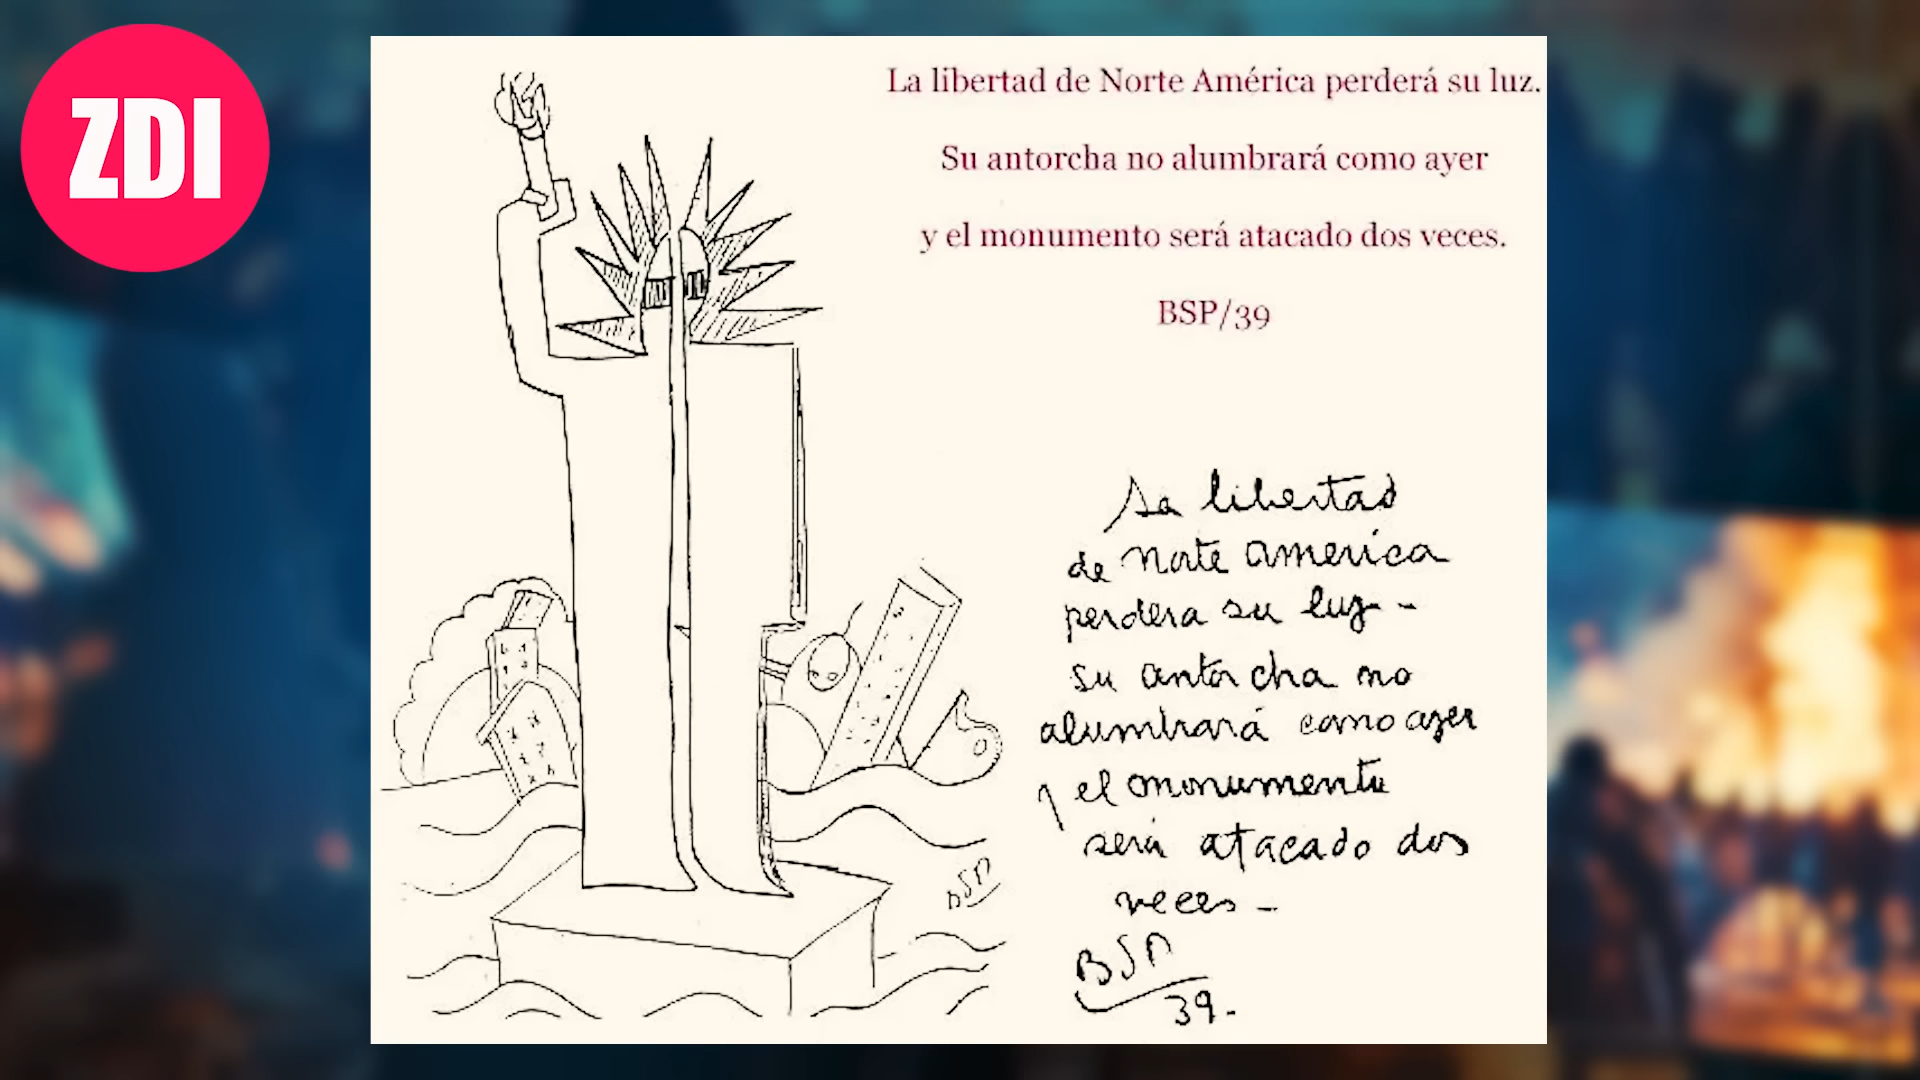 ZDI
La libertad de Norte América perderá su luz.
Su antorcha no alumbrará como ayer
y el monumento será atacado dos veces.
BSP/39
La libertad
de norte america
perdera su luz -
su antorcha no
alumbrará como ayer
y el monumento
será atacado dos
veces -
BSP
39.
BSP